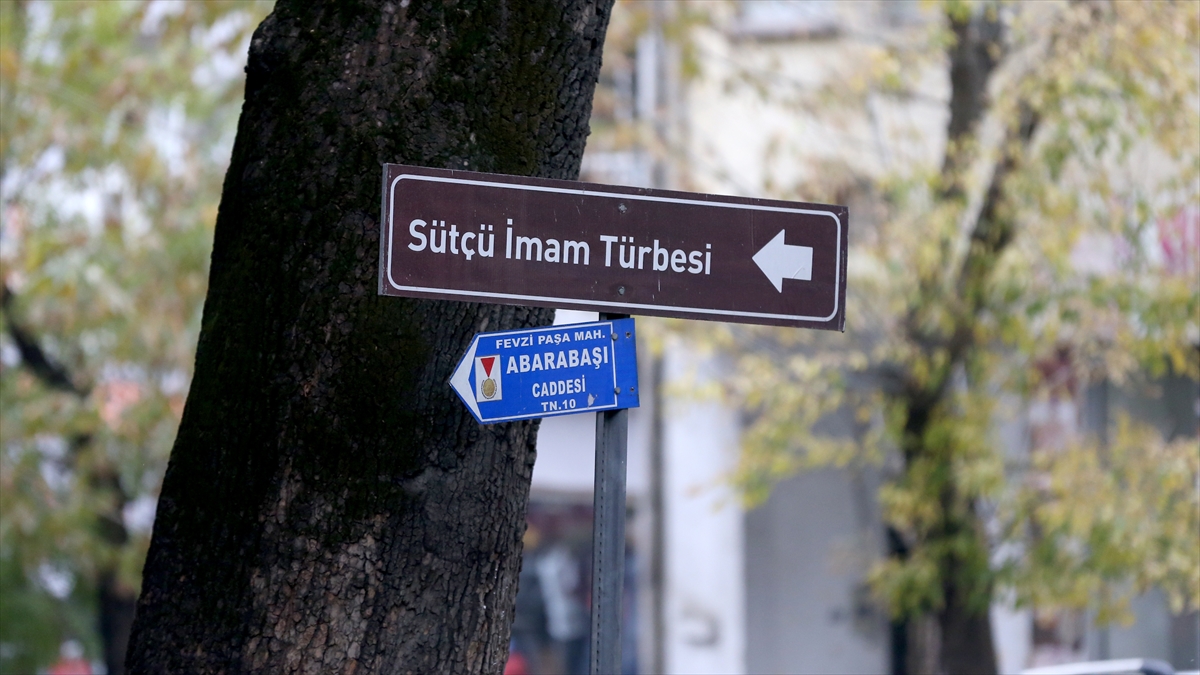 Sütçü İmam Türbesi
FEVZİ PAŞA MAH.
ABARABAŞI
CADDESİ
TN.10